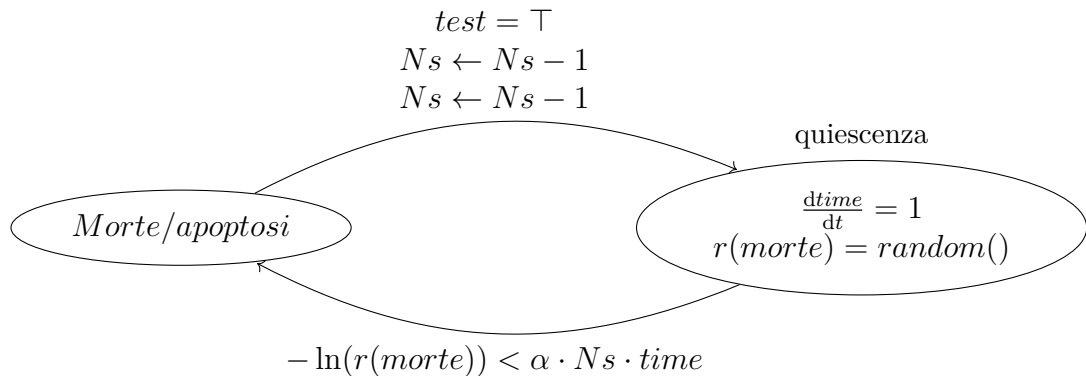 test = ⊤
Ns ← Ns − 1
Ns ← Ns − 1
quiescenza
Morte/apoptosi
dtime/dt = 1
r(morte) = random()
− ln(r(morte)) < α · Ns · time